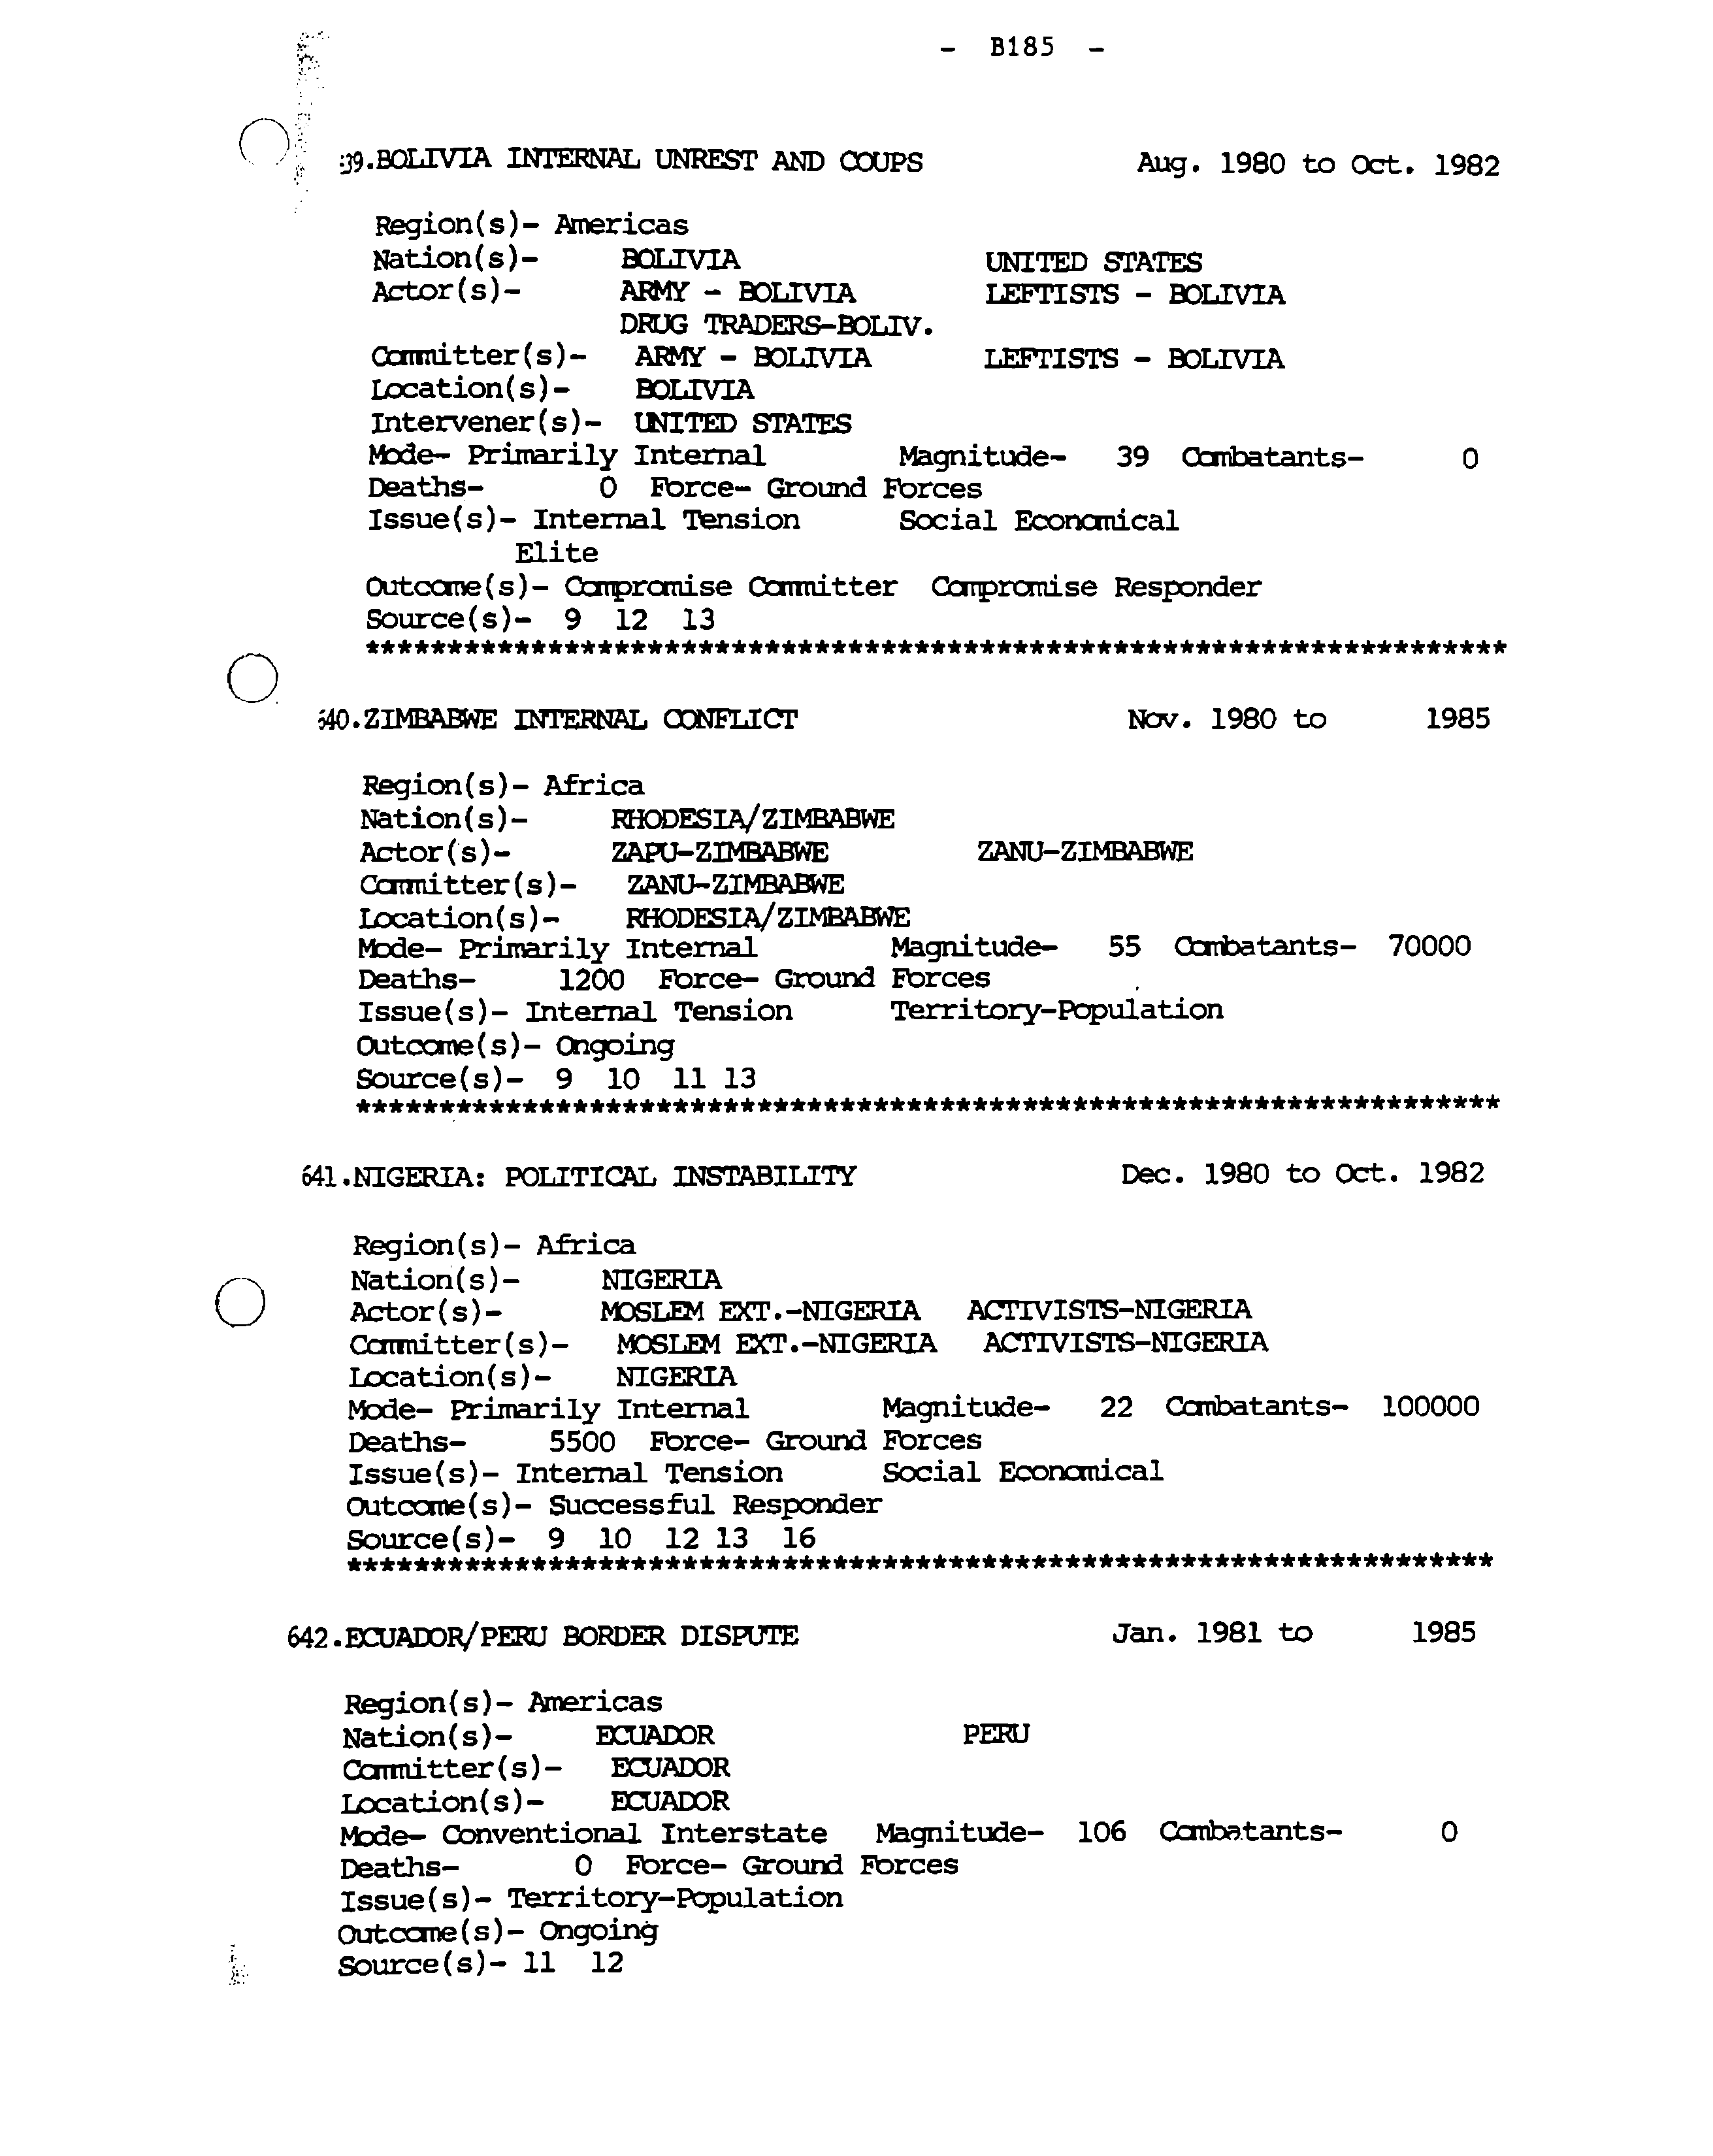 - B185 -
39.BOLIVIA INTERNAL UNREST AND COUPS Aug. 1980 to Oct. 1982
Region(s)- Americas
Nation(s)- BOLIVIA UNITED STATES
Actor(s)- ARMY - BOLIVIA LEFTISTS - BOLIVIA
DRUG TRADERS-BOLIV.
Committer(s)- ARMY - BOLIVIA LEFTISTS - BOLIVIA
Location(s)- BOLIVIA
Intervener(s)- UNITED STATES
Mode- Primarily Internal Magnitude- 39 Combatants- 0
Deaths- 0 Force- Ground Forces
Issue(s)- Internal Tension Social Economical
Elite
Outcome(s)- Compromise Committer Compromise Responder
Source(s)- 9 12 13
*********************************************************************
640.ZIMBABWE INTERNAL CONFLICT Nov. 1980 to 1985
Region(s)- Africa
Nation(s)- RHODESIA/ZIMBABWE
Actor(s)- ZAPU-ZIMBABWE ZANU-ZIMBABWE
Committer(s)- ZANU-ZIMBABWE
Location(s)- RHODESIA/ZIMBABWE
Mode- Primarily Internal Magnitude- 55 Combatants- 70000
Deaths- 1200 Force- Ground Forces
Issue(s)- Internal Tension Territory-Population
Outcome(s)- Ongoing
Source(s)- 9 10 11 13
*********************************************************************
641.NIGERIA: POLITICAL INSTABILITY Dec. 1980 to Oct. 1982
Region(s)- Africa
Nation(s)- NIGERIA
Actor(s)- MOSLEM EXT.-NIGERIA ACTIVISTS-NIGERIA
Committer(s)- MOSLEM EXT.-NIGERIA ACTIVISTS-NIGERIA
Location(s)- NIGERIA
Mode- Primarily Internal Magnitude- 22 Combatants- 100000
Deaths- 5500 Force- Ground Forces
Issue(s)- Internal Tension Social Economical
Outcome(s)- Successful Responder
Source(s)- 9 10 12 13 16
*********************************************************************
642.ECUADOR/PERU BORDER DISPUTE Jan. 1981 to 1985
Region(s)- Americas
Nation(s)- ECUADOR PERU
Committer(s)- ECUADOR
Location(s)- ECUADOR
Mode- Conventional Interstate Magnitude- 106 Combatants- 0
Deaths- 0 Force- Ground Forces
Issue(s)- Territory-Population
Outcome(s)- Ongoing
Source(s)- 11 12